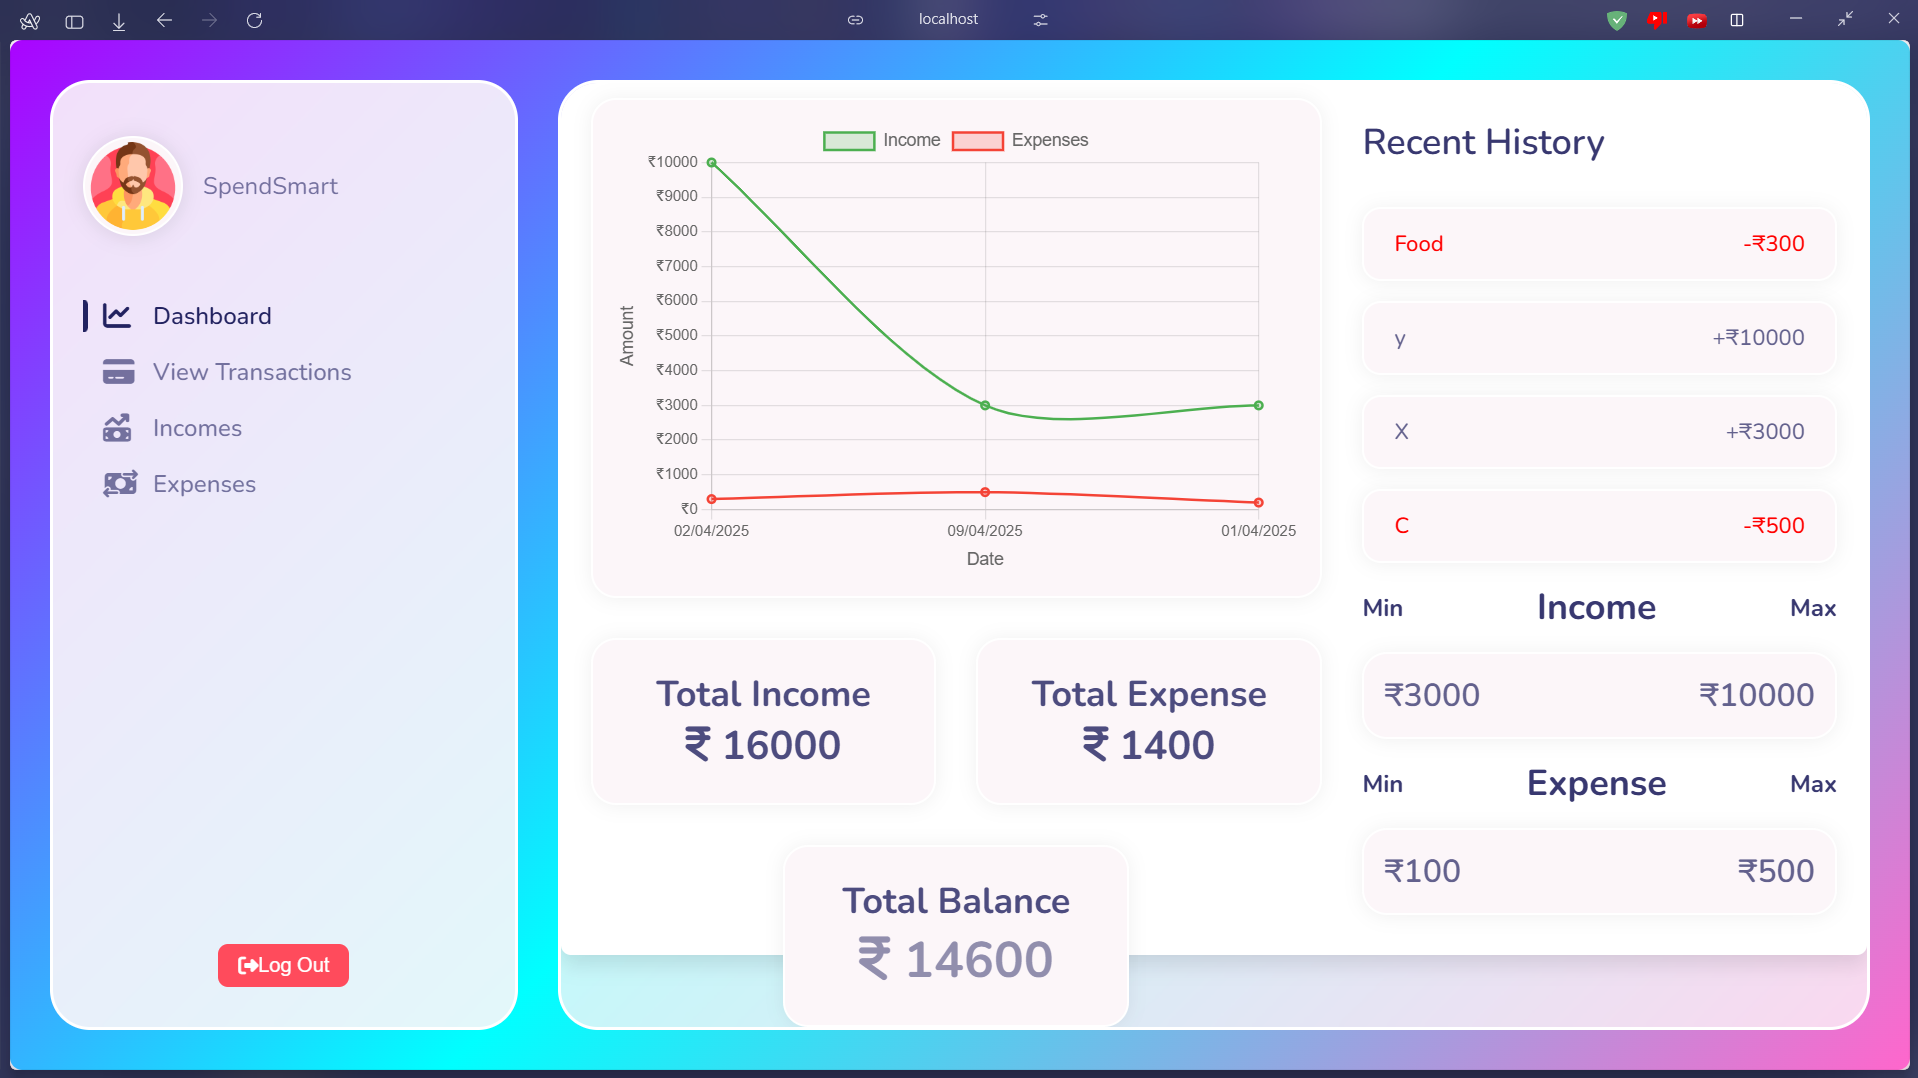 localhost
SpendSmart
Dashboard
View Transactions
Incomes
Expenses
Log Out
Income Expenses
₹10000
₹9000
₹8000
₹7000
₹6000
₹5000
₹4000
₹3000
₹2000
₹1000
₹0
Amount
02/04/2025 09/04/2025 01/04/2025
Date
Total Income
₹ 16000
Total Expense
₹ 1400
Total Balance
₹ 14600
Recent History
Food -₹300
y +₹10000
X +₹3000
C -₹500
Min Income Max
₹3000 ₹10000
Min Expense Max
₹100 ₹500